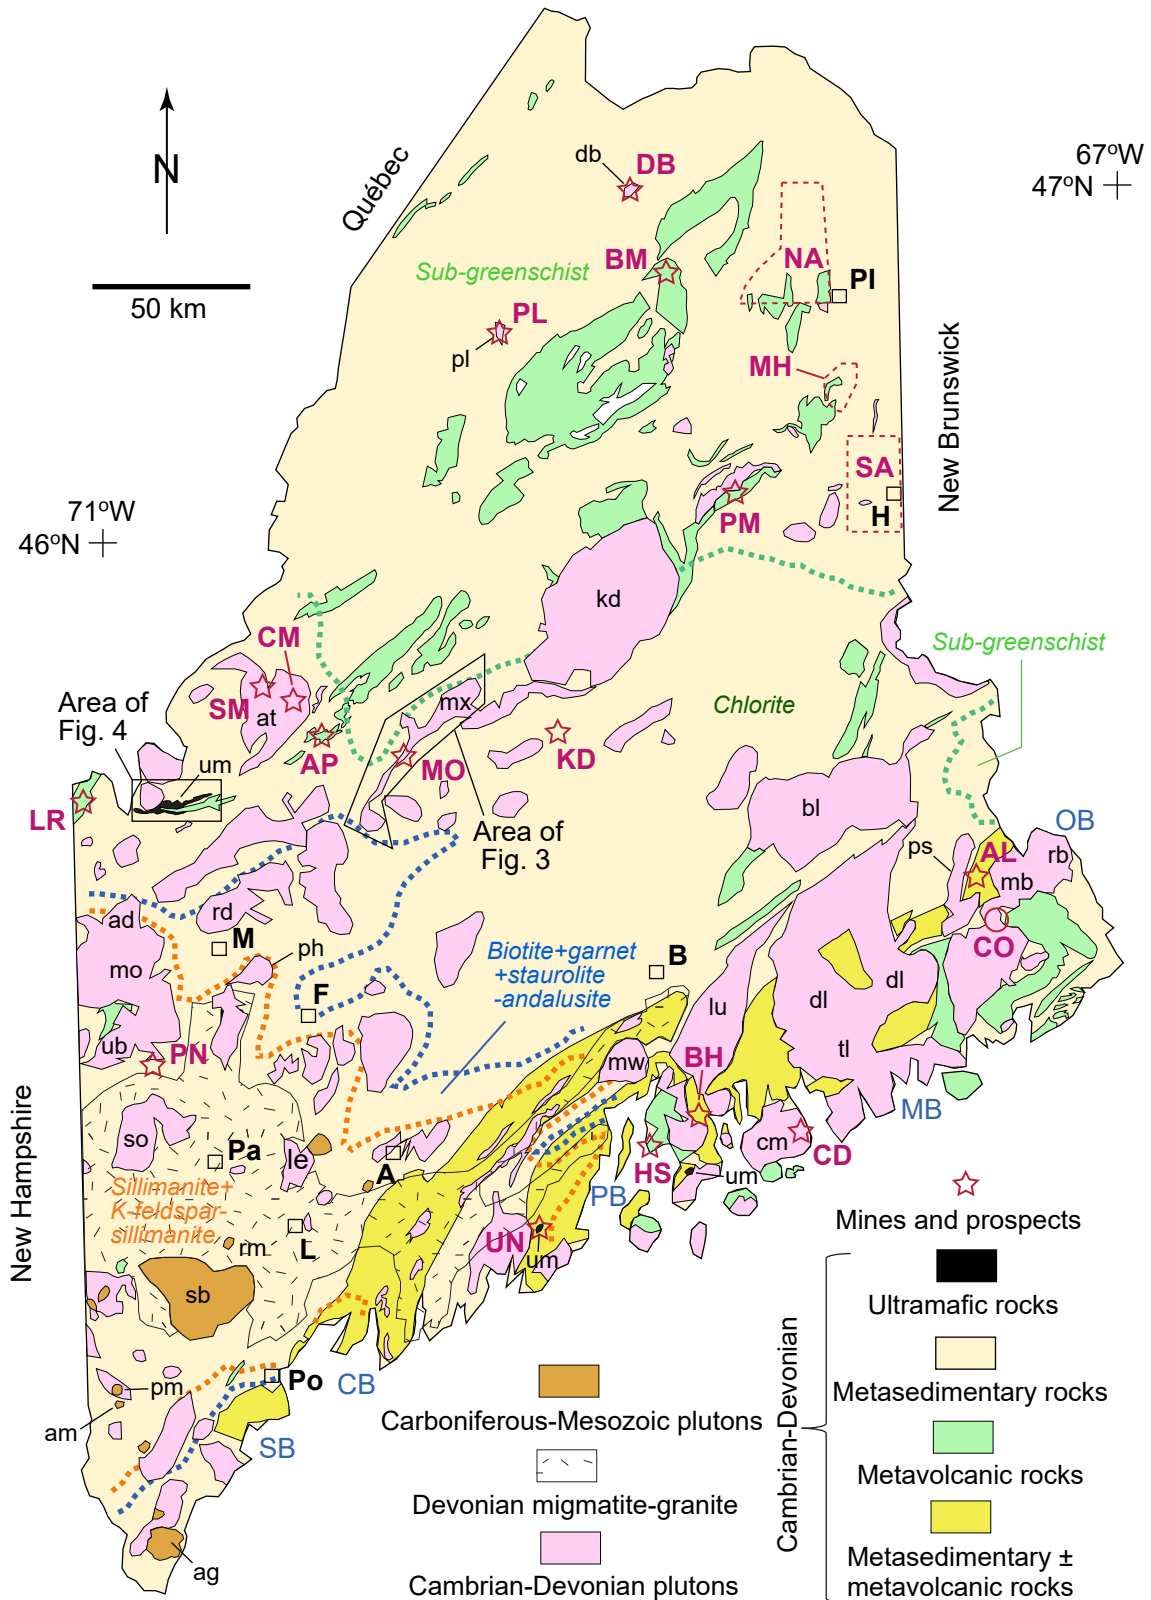 67°W
47°N
N
Québec
db
DB
BM
NA
PI
Sub-greenschist
50 km
PL
pl
MH
New Brunswick
SA
H
71°W
46°N
PM
kd
CM
SM
at
Sub-greenschist
Area of
Fig. 4
um
mx
Chlorite
AP
MO
KD
LR
Area of
Fig. 3
bl
OB
ps
AL
rb
mb
CO
ad
rd
M
ph
mo
F
Biotite+garnet
+staurolite
-andalusite
B
lu
dl
dl
tl
ub
PN
mw
BH
MB
New Hampshire
so
Pa
le
A
cm
CD
HS
um
PB
Sillimanite+
K-feldspar-
sillimanite
rm
L
UN
um
sb
Mines and prospects
Ultramafic rocks
Metasedimentary rocks
Metavolcanic rocks
Metasedimentary ±
metavolcanic rocks
Cambrian-Devonian
Po
CB
SB
pm
am
ag
Carboniferous-Mesozoic plutons
Devonian migmatite-granite
Cambrian-Devonian plutons